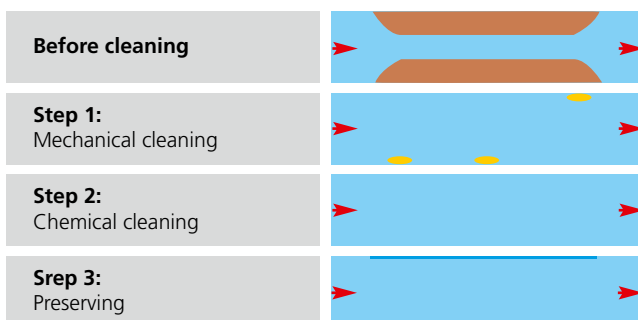 Before cleaning
Step 1:
Mechanical cleaning
Step 2:
Chemical cleaning
Srep 3:
Preserving